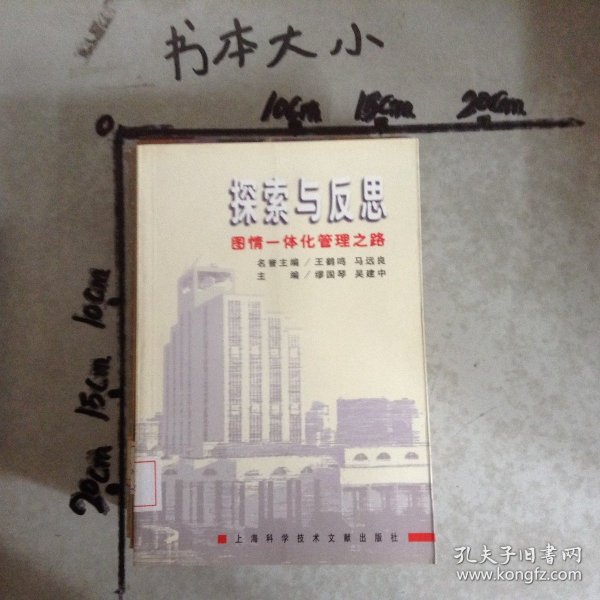 书本大小
0 10cm 15cm 20cm
10cm
15cm
20cm
探索与反思
图情一体化管理之路
名誉主编/王鹤鸣 马远良
主 编/缪国琴 吴建中
上海科学技术文献出版社
孔夫子旧书网
www.kongfz.com